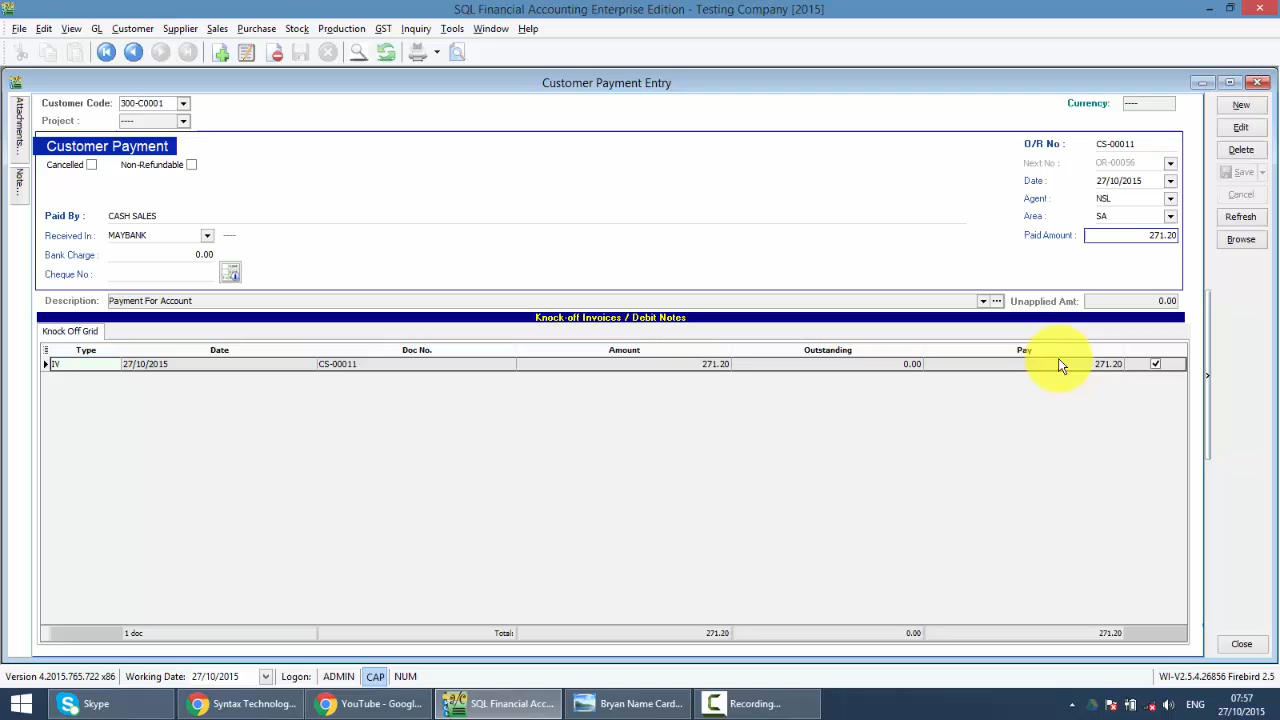 SQL Financial Accounting Enterprise Edition - Testing Company [2015]
File Edit View GL Customer Supplier Sales Purchase Stock Production GST Inquiry Tools Window Help
Customer Payment Entry
Attachments...
Note...
Customer Code: 300-C0001
Currency: ----
Project : ----
Customer Payment
Cancelled Non-Refundable
O/R No : CS-00011
Next No : OR-00056
Date : 27/10/2015
Agent : NSL
Area : SA
Paid Amount : 271.20
Paid By : CASH SALES
Received In : MAYBANK ----
Bank Charge : 0.00
Cheque No :
Description: Payment For Account
Unapplied Amt: 0.00
Knock-off Invoices / Debit Notes
Knock Off Grid
Type Date Doc No. Amount Outstanding Pay
IV 27/10/2015 CS-00011 271.20 0.00 271.20
1 doc Total: 271.20 0.00 271.20
New
Edit
Delete
Save
Cancel
Refresh
Browse
Close
Version 4.2015.765.722 x86 Working Date: 27/10/2015 Logon: ADMIN CAP NUM WI-V2.5.4.26856 Firebird 2.5
Skype Syntax Technolog... YouTube - Googl... SQL Financial Acc... Bryan Name Card... Recording... ENG
07:57
27/10/2015